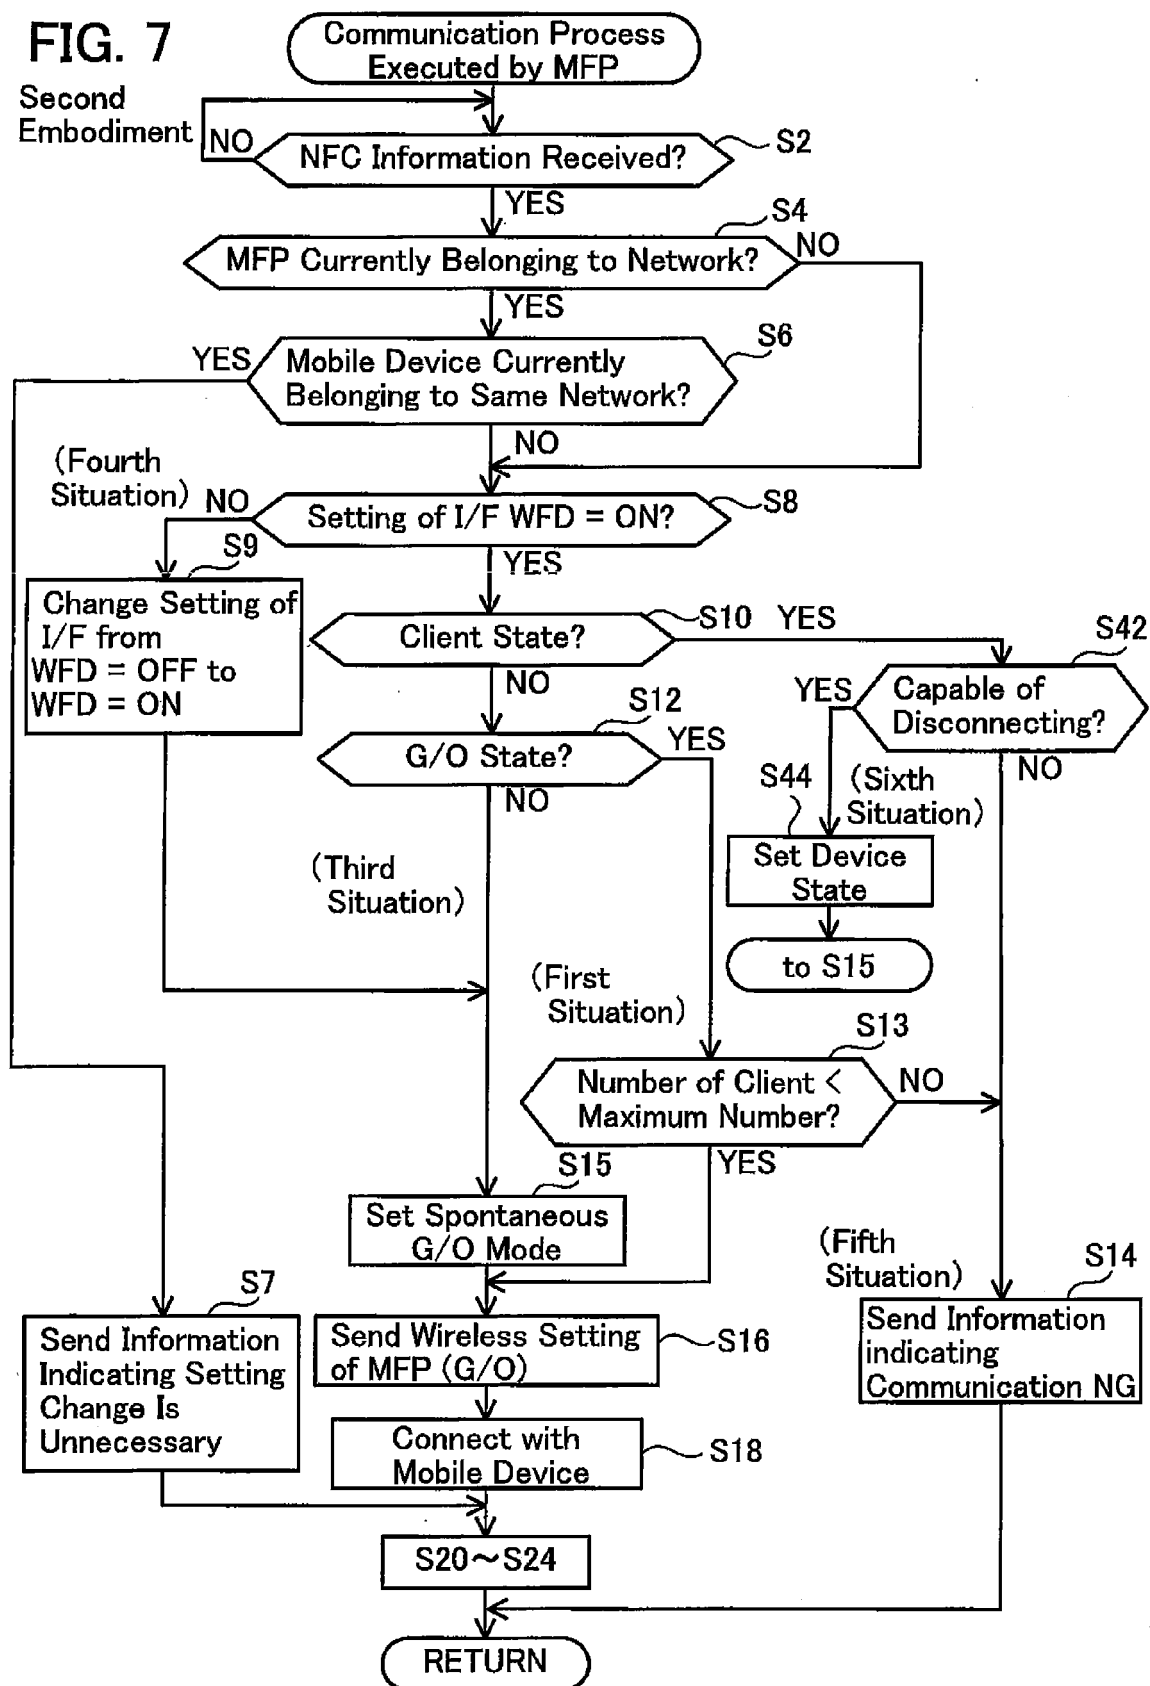 FIG. 7
Second
Embodiment
Communication Process
Executed by MFP
NO
NFC Information Received?
S2
YES
S4
MFP Currently Belonging to Network?
NO
YES
S6
YES
Mobile Device Currently
Belonging to Same Network?
NO
(Fourth
Situation)
NO
Setting of I/F WFD = ON?
S8
YES
S9
Change Setting of
I/F from
WFD = OFF to
WFD = ON
Client State?
S10
YES
NO
S42
YES
Capable of
Disconnecting?
NO
S12
G/O State?
YES
NO
S44
(Sixth
Situation)
Set Device
State
to S15
(Third
Situation)
(First
Situation)
S13
Number of Client <
Maximum Number?
NO
YES
S15
Set Spontaneous
G/O Mode
(Fifth
Situation)
S14
Send Information
indicating
Communication NG
S7
Send Information
Indicating Setting
Change Is
Unnecessary
Send Wireless Setting
of MFP (G/O)
S16
Connect with
Mobile Device
S18
S20～S24
RETURN